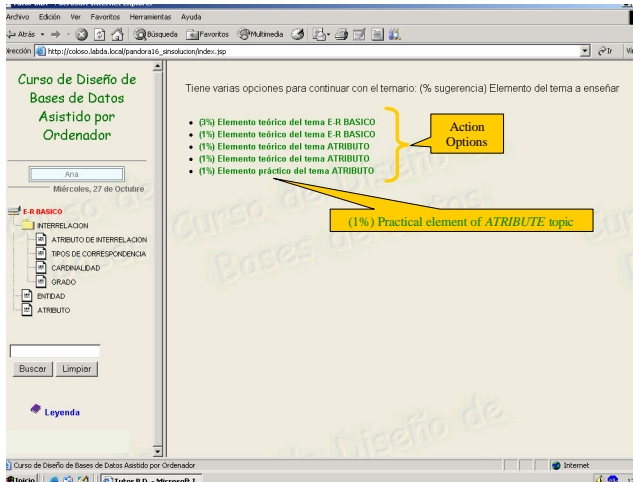 Archivo Edición Ver Favoritos Herramientas Ayuda
Atrás Búsqueda Favoritos Multimedia
Dirección http://coloso.labda.local/pandora16_sinsolucion/index.jsp Ir
Curso de Diseño de
Bases de Datos
Asistido por
Ordenador
Ana
Miércoles, 27 de Octubre
E-R BASICO
INTERRELACION
ATRIBUTO DE INTERRELACION
TIPOS DE CORRESPONDENCIA
CARDINALIDAD
GRADO
ENTIDAD
ATRIBUTO
Buscar Limpiar
Leyenda
Tiene varias opciones para continuar con el temario: (% sugerencia) Elemento del tema a enseñar
(3%) Elemento teórico del tema E-R BASICO
(1%) Elemento teórico del tema E-R BASICO
(1%) Elemento teórico del tema ATRIBUTO
(1%) Elemento teórico del tema ATRIBUTO
(1%) Elemento práctico del tema ATRIBUTO
Action
Options
(1%) Practical element of ATRIBUTE topic
Curso de Diseño de Bases de Datos Asistido por Ordenador Internet
Inicio Tutor B.D. - Microsoft I